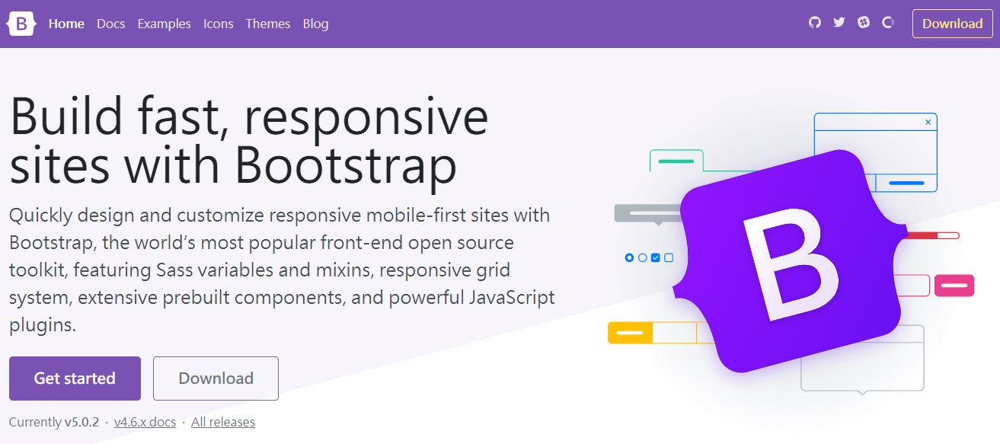 B Home Docs Examples Icons Themes Blog Download
Build fast, responsive
sites with Bootstrap
Quickly design and customize responsive mobile-first sites with
Bootstrap, the world’s most popular front-end open source
toolkit, featuring Sass variables and mixins, responsive grid
system, extensive prebuilt components, and powerful JavaScript
plugins.
Get started Download
Currently v5.0.2 · v4.6.x docs · All releases
B